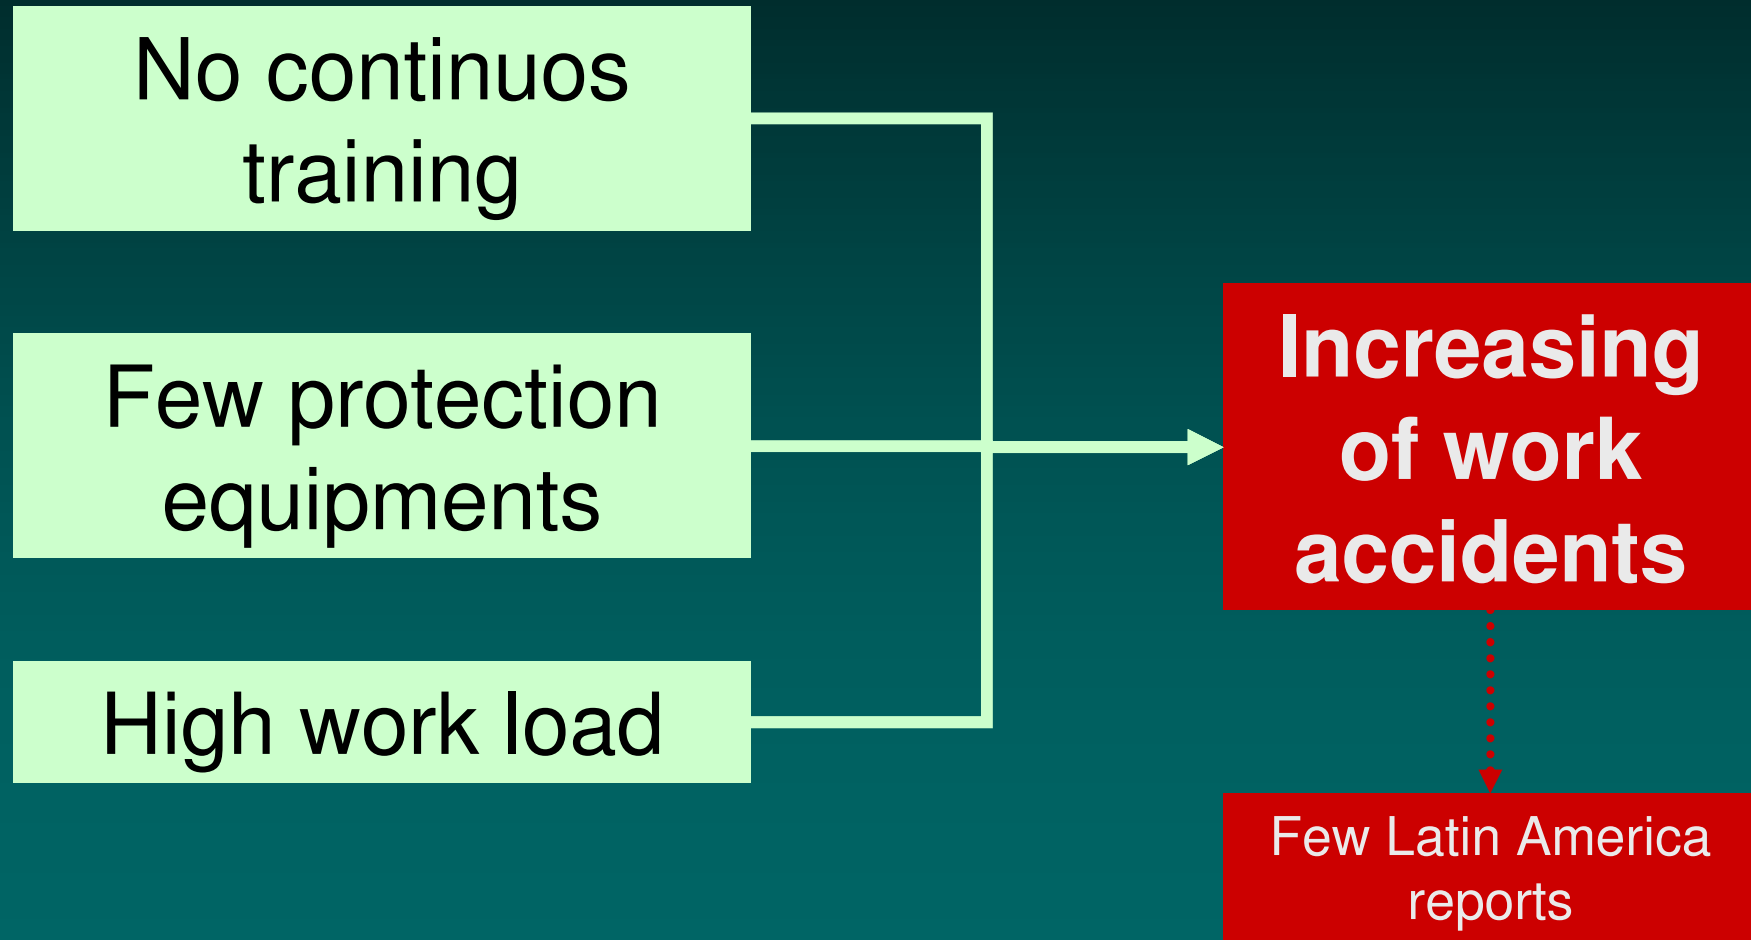 No continuos
training
Few protection
equipments
High work load
Increasing
of work
accidents
Few Latin America
reports